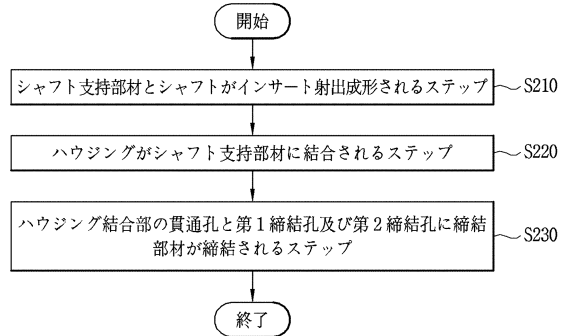 開始
シャフト支持部材とシャフトがインサート射出成形されるステップ
S210
ハウジングがシャフト支持部材に結合されるステップ
S220
ハウジング結合部の貫通孔と第1締結孔及び第2締結孔に締結
部材が締結されるステップ
S230
終了